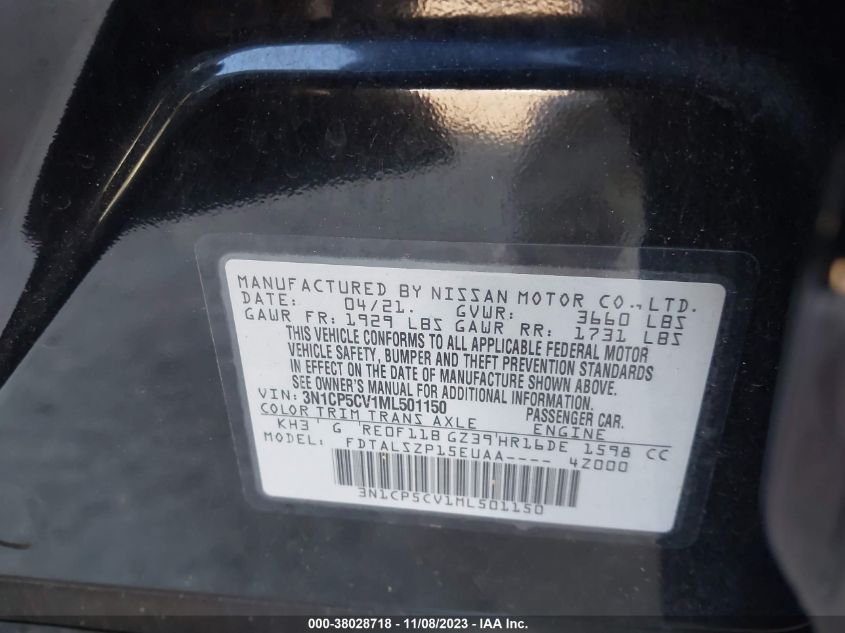 MANUFACTURED BY NISSAN MOTOR CO., LTD.
DATE: 04/21. GVWR: 3660 LBS
GAWR FR: 1929 LBS GAWR RR: 1731 LBS
THIS VEHICLE CONFORMS TO ALL APPLICABLE FEDERAL MOTOR
VEHICLE SAFETY, BUMPER AND THEFT PREVENTION STANDARDS
IN EFFECT ON THE DATE OF MANUFACTURE SHOWN ABOVE.
SEE OWNER'S MANUAL FOR ADDITIONAL INFORMATION.
VIN: 3N1CP5CV1ML501150 PASSENGER CAR.
COLOR TRIM TRANS AXLE ENGINE
KH3 G RE0F11B GZ39 HR16DE 1598 CC
MODEL: FDTALSZP15EUAA---- 4Z000
3N1CP5CV1ML501150
000-38028718 - 11/08/2023 - IAA Inc.